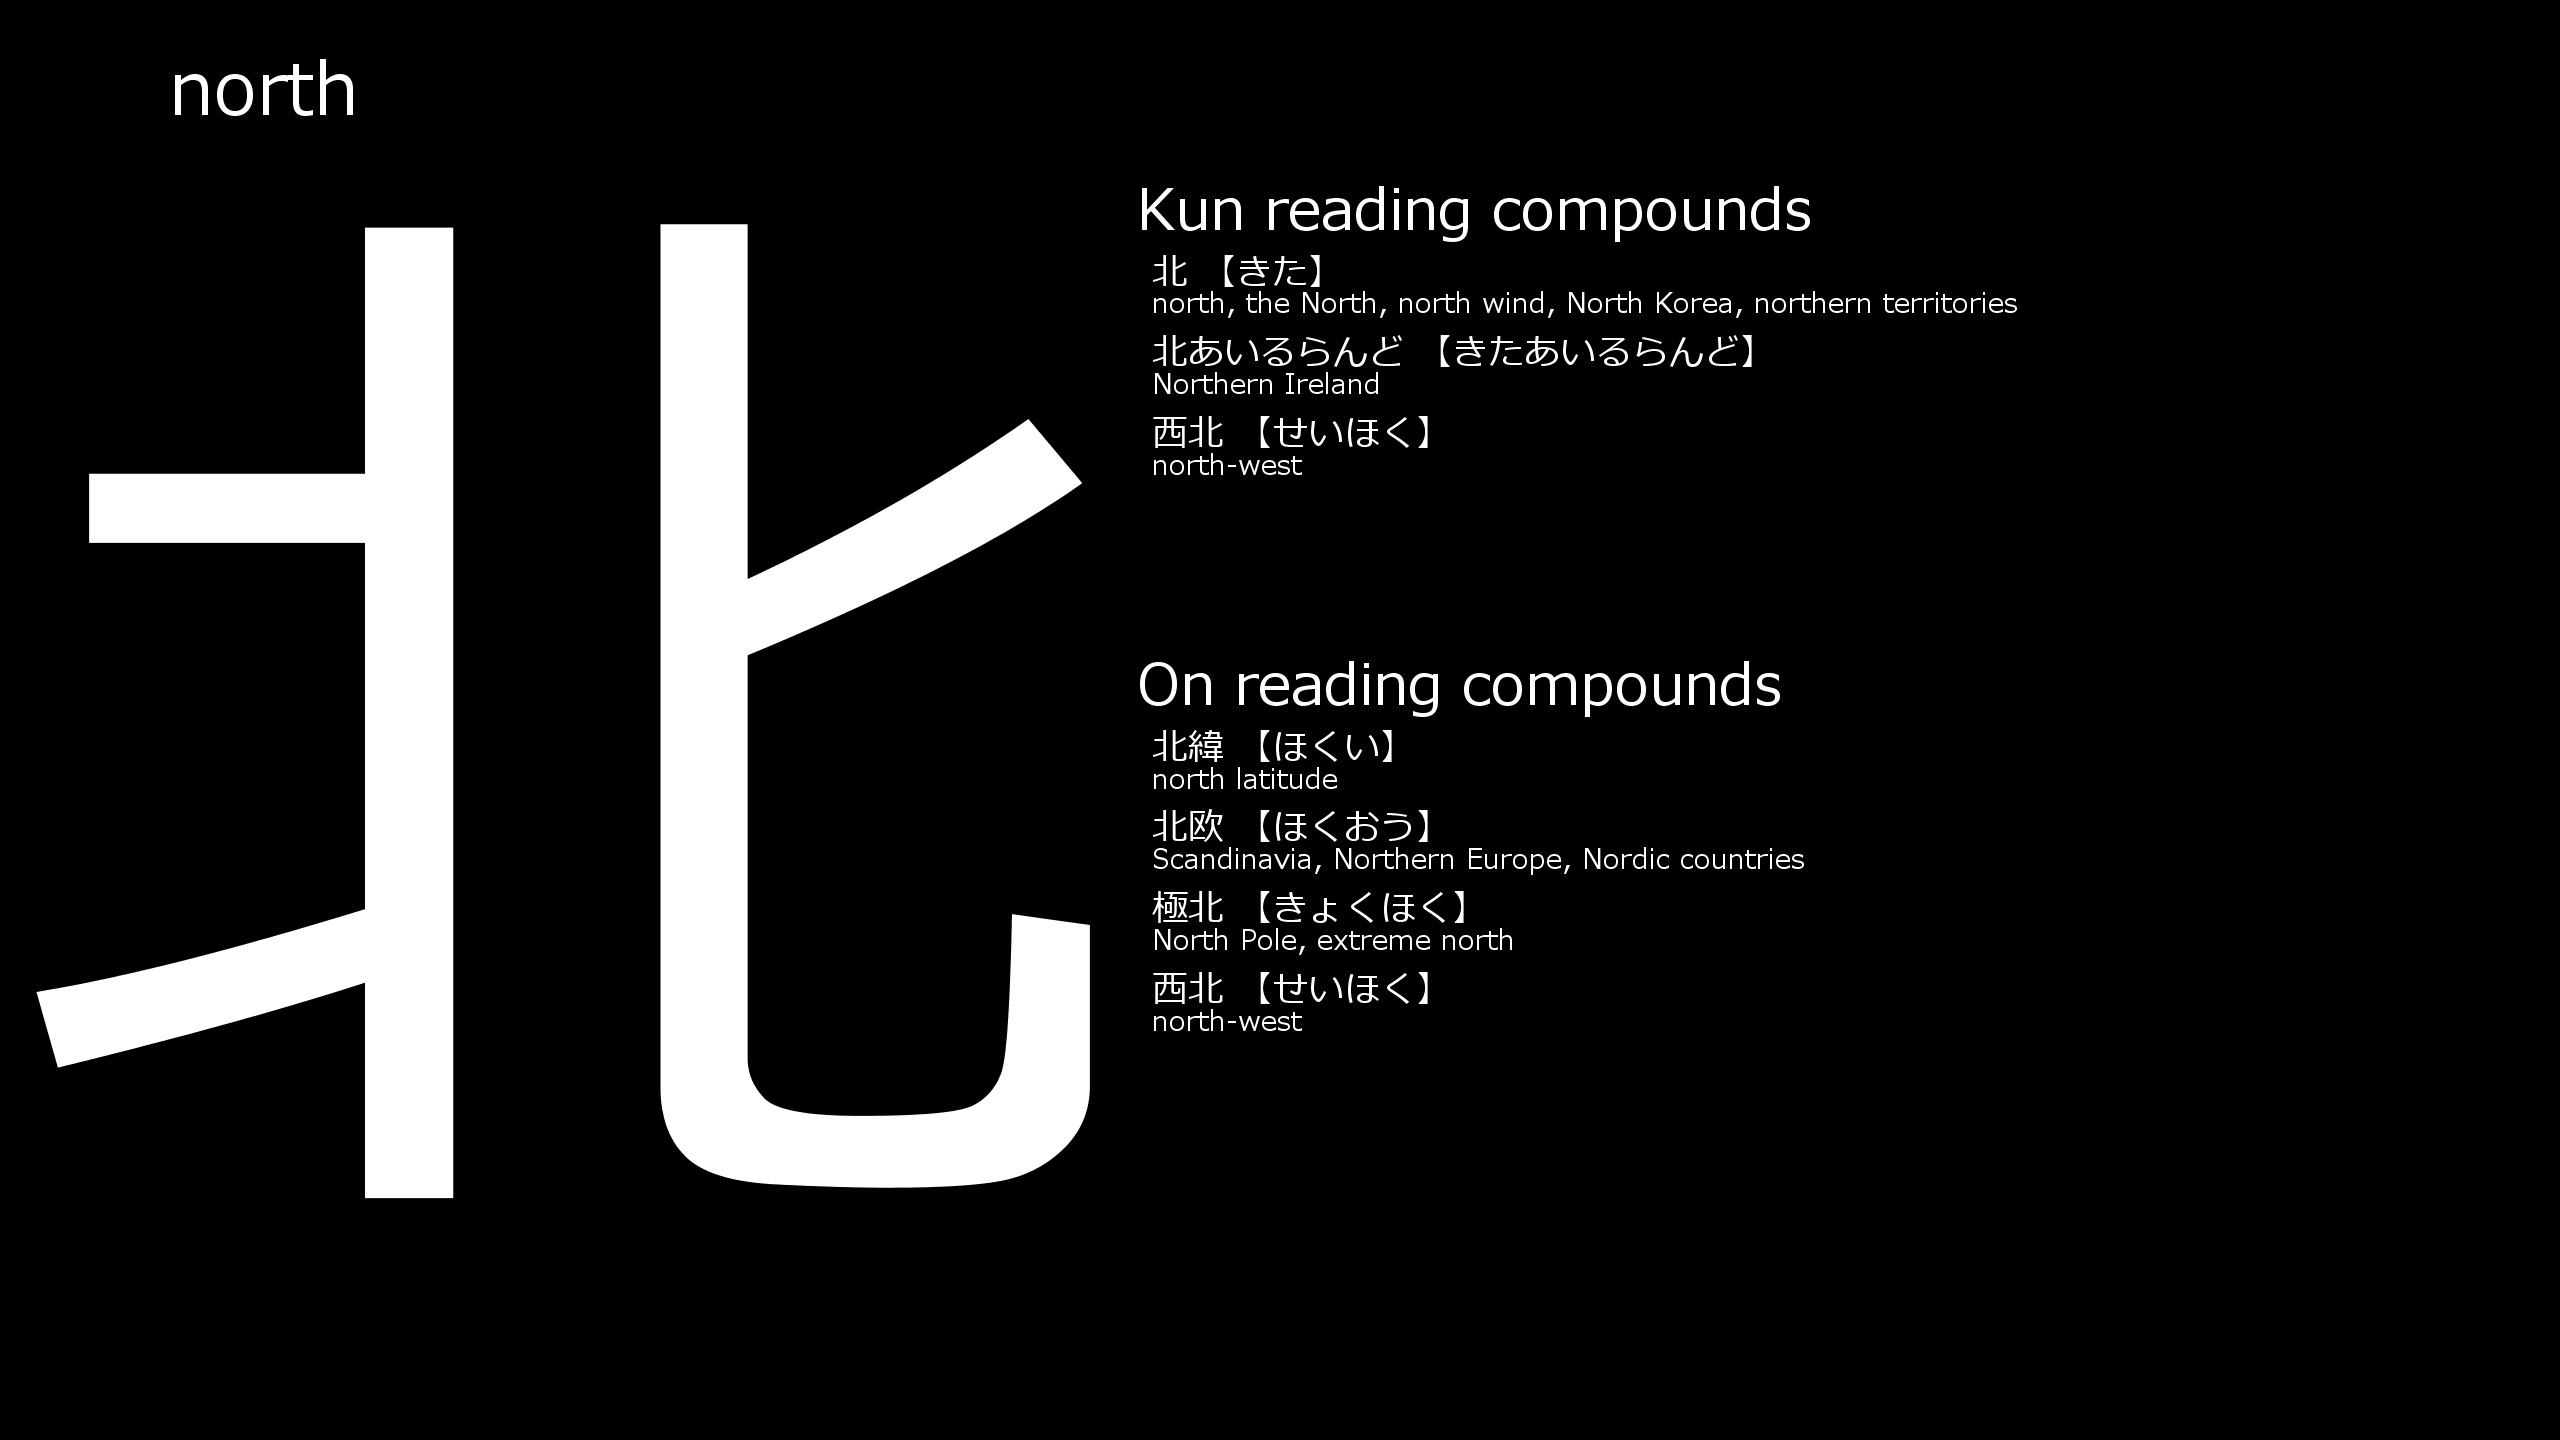 north
北
Kun reading compounds
北 【きた】
north, the North, north wind, North Korea, northern territories
北あいるらんど 【きたあいるらんど】
Northern Ireland
西北 【せいほく】
north-west
On reading compounds
北緯 【ほくい】
north latitude
北欧 【ほくおう】
Scandinavia, Northern Europe, Nordic countries
極北 【きょくほく】
North Pole, extreme north
西北 【せいほく】
north-west